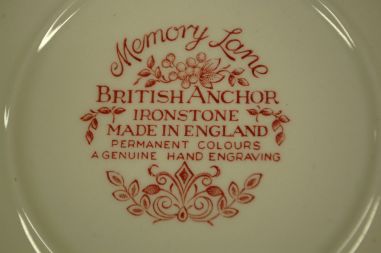 Memory Lane
BRITISH ANCHOR
IRONSTONE
MADE IN ENGLAND
PERMANENT COLOURS
A GENUINE HAND ENGRAVING